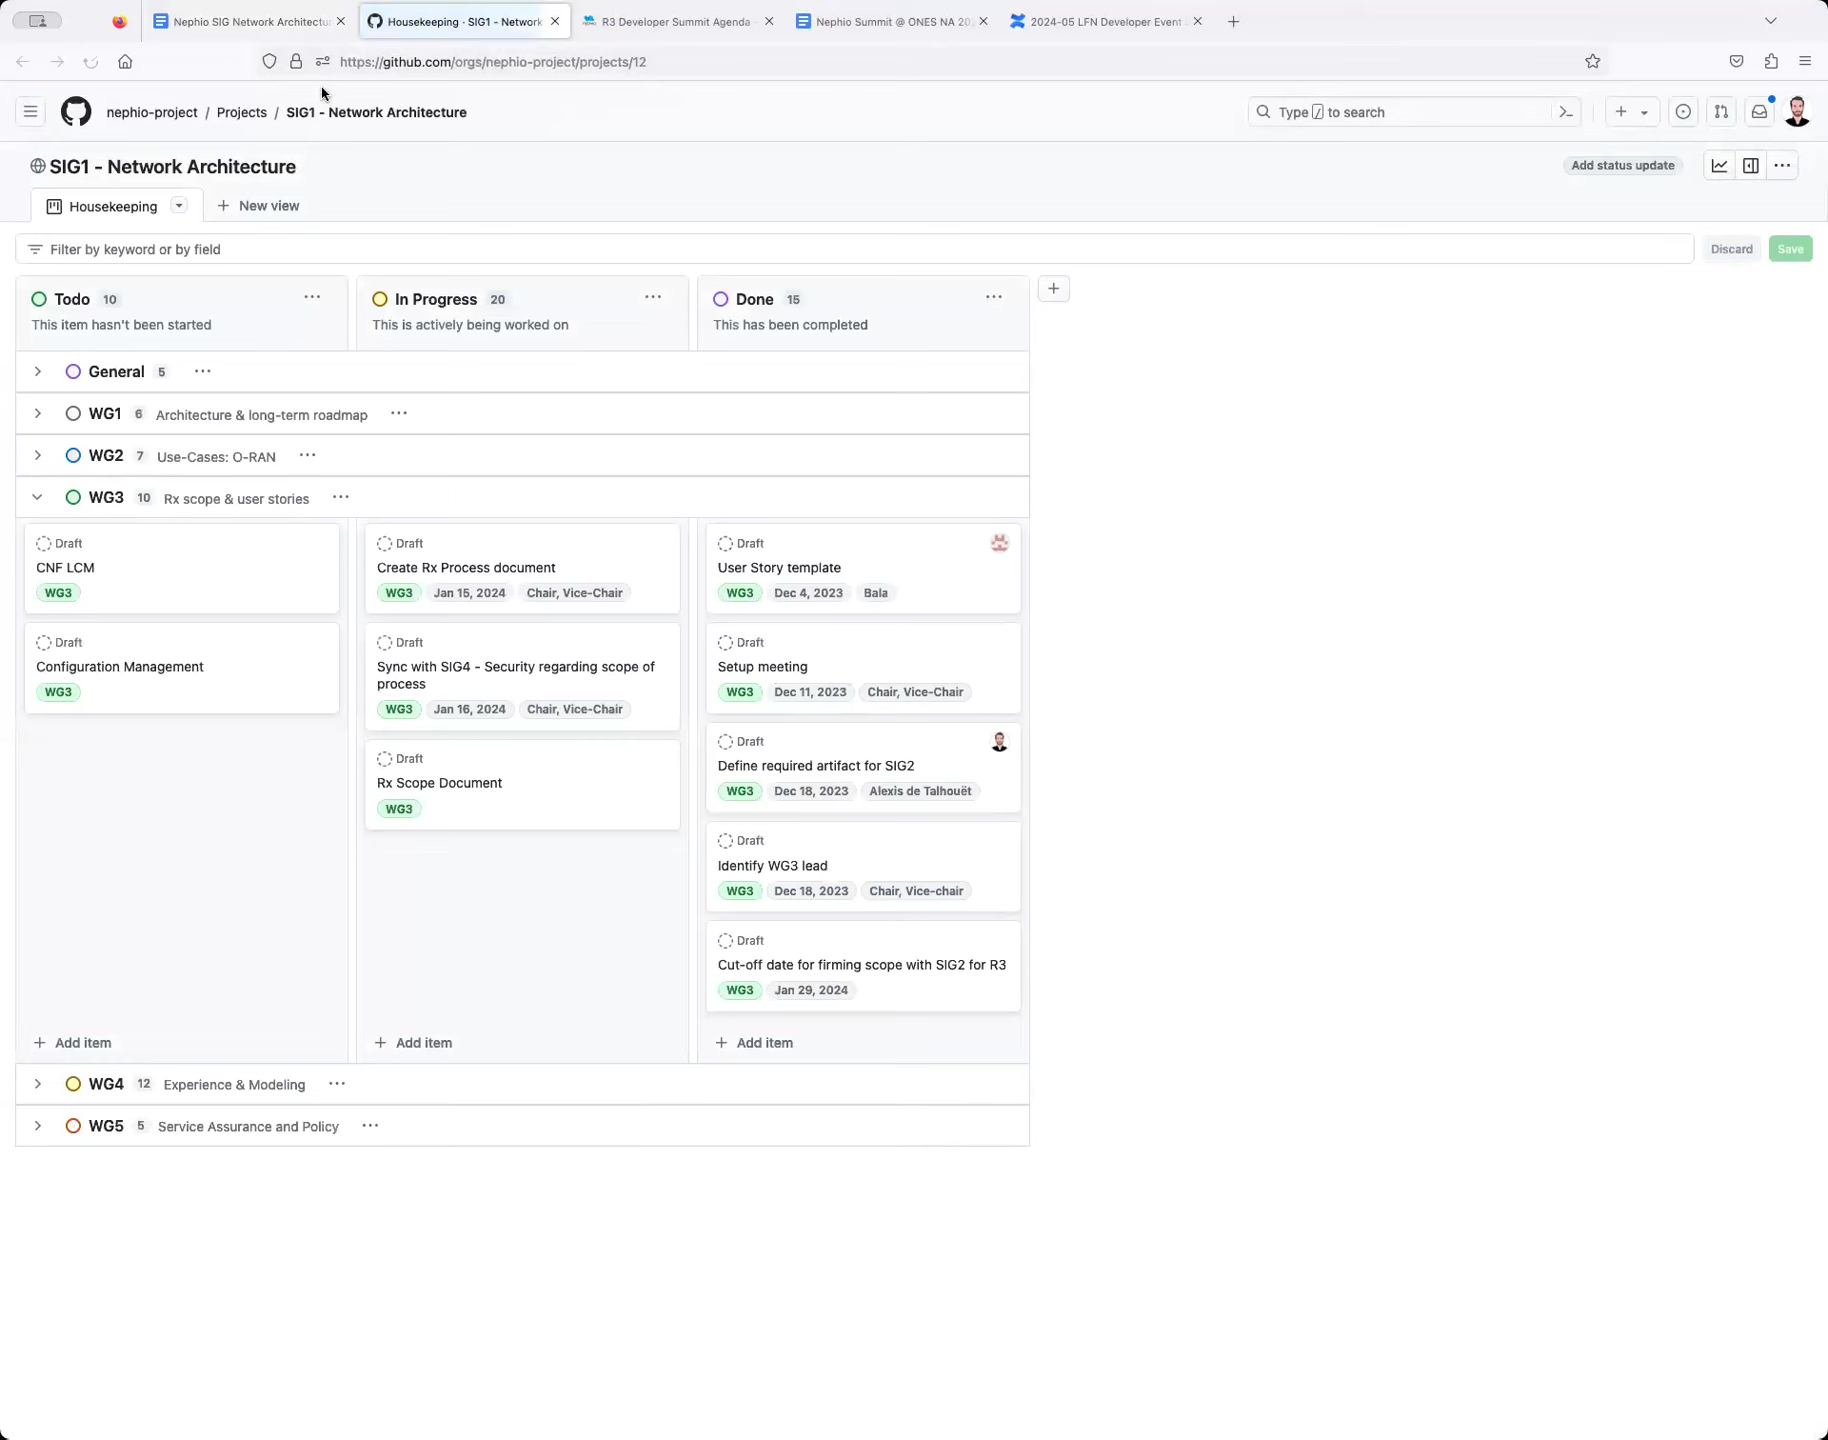 Nephio SIG Network Architectu
Housekeeping · SIG1 - Network
R3 Developer Summit Agenda -
Nephio Summit @ ONES NA 20
2024-05 LFN Developer Event
https://github.com/orgs/nephio-project/projects/12
nephio-project / Projects / SIG1 - Network Architecture
Type / to search
SIG1 - Network Architecture
Add status update
Housekeeping
New view
Filter by keyword or by field
Discard
Save
Todo 10
This item hasn't been started
In Progress 20
This is actively being worked on
Done 15
This has been completed
General 5
WG1 6 Architecture & long-term roadmap
WG2 7 Use-Cases: O-RAN
WG3 10 Rx scope & user stories
Draft
CNF LCM
WG3
Draft
Configuration Management
WG3
Add item
Draft
Create Rx Process document
WG3 Jan 15, 2024 Chair, Vice-Chair
Draft
Sync with SIG4 - Security regarding scope of
process
WG3 Jan 16, 2024 Chair, Vice-Chair
Draft
Rx Scope Document
WG3
Add item
Draft
User Story template
WG3 Dec 4, 2023 Bala
Draft
Setup meeting
WG3 Dec 11, 2023 Chair, Vice-Chair
Draft
Define required artifact for SIG2
WG3 Dec 18, 2023 Alexis de Talhouët
Draft
Identify WG3 lead
WG3 Dec 18, 2023 Chair, Vice-chair
Draft
Cut-off date for firming scope with SIG2 for R3
WG3 Jan 29, 2024
Add item
WG4 12 Experience & Modeling
WG5 5 Service Assurance and Policy